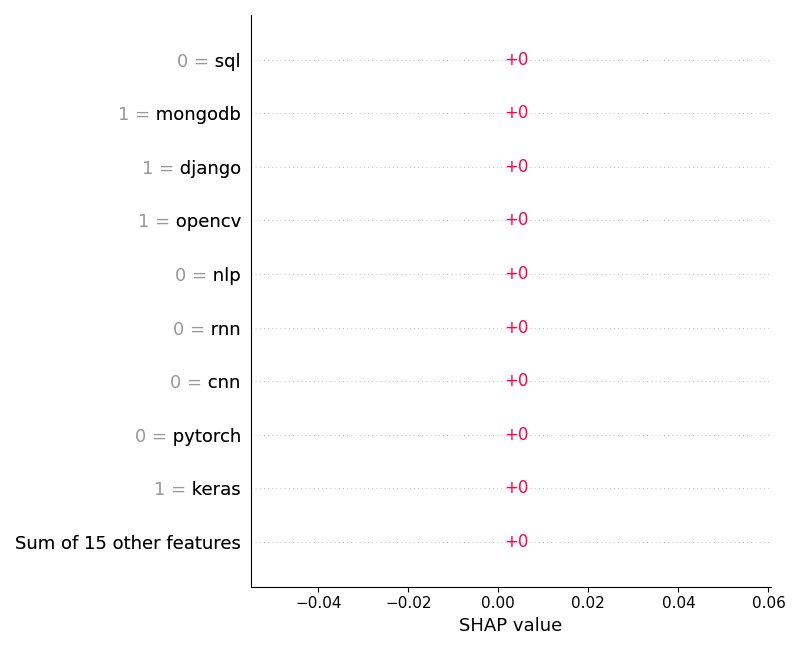 0 = sql +0
1 = mongodb +0
1 = django +0
1 = opencv +0
0 = nlp +0
0 = rnn +0
0 = cnn +0
0 = pytorch +0
1 = keras +0
Sum of 15 other features +0
−0.04 −0.02 0.00 0.02 0.04 0.06
SHAP value